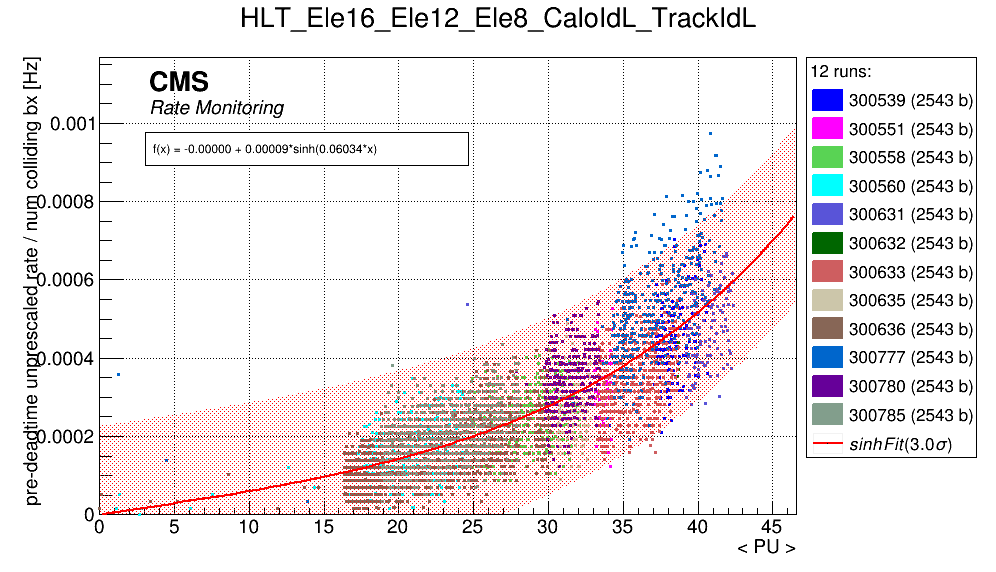 HLT_Ele16_Ele12_Ele8_CaloIdL_TrackIdL
pre-deadtime unprescaled rate / num colliding bx [Hz]
CMS
Rate Monitoring
f(x) = -0.00000 + 0.00009*sinh(0.06034*x)
0.001
0.0008
0.0006
0.0004
0.0002
0
0 5 10 15 20 25 30 35 40 45
< PU >
12 runs:
300539 (2543 b)
300551 (2543 b)
300558 (2543 b)
300560 (2543 b)
300631 (2543 b)
300632 (2543 b)
300633 (2543 b)
300635 (2543 b)
300636 (2543 b)
300777 (2543 b)
300780 (2543 b)
300785 (2543 b)
sinhFit(3.0σ)